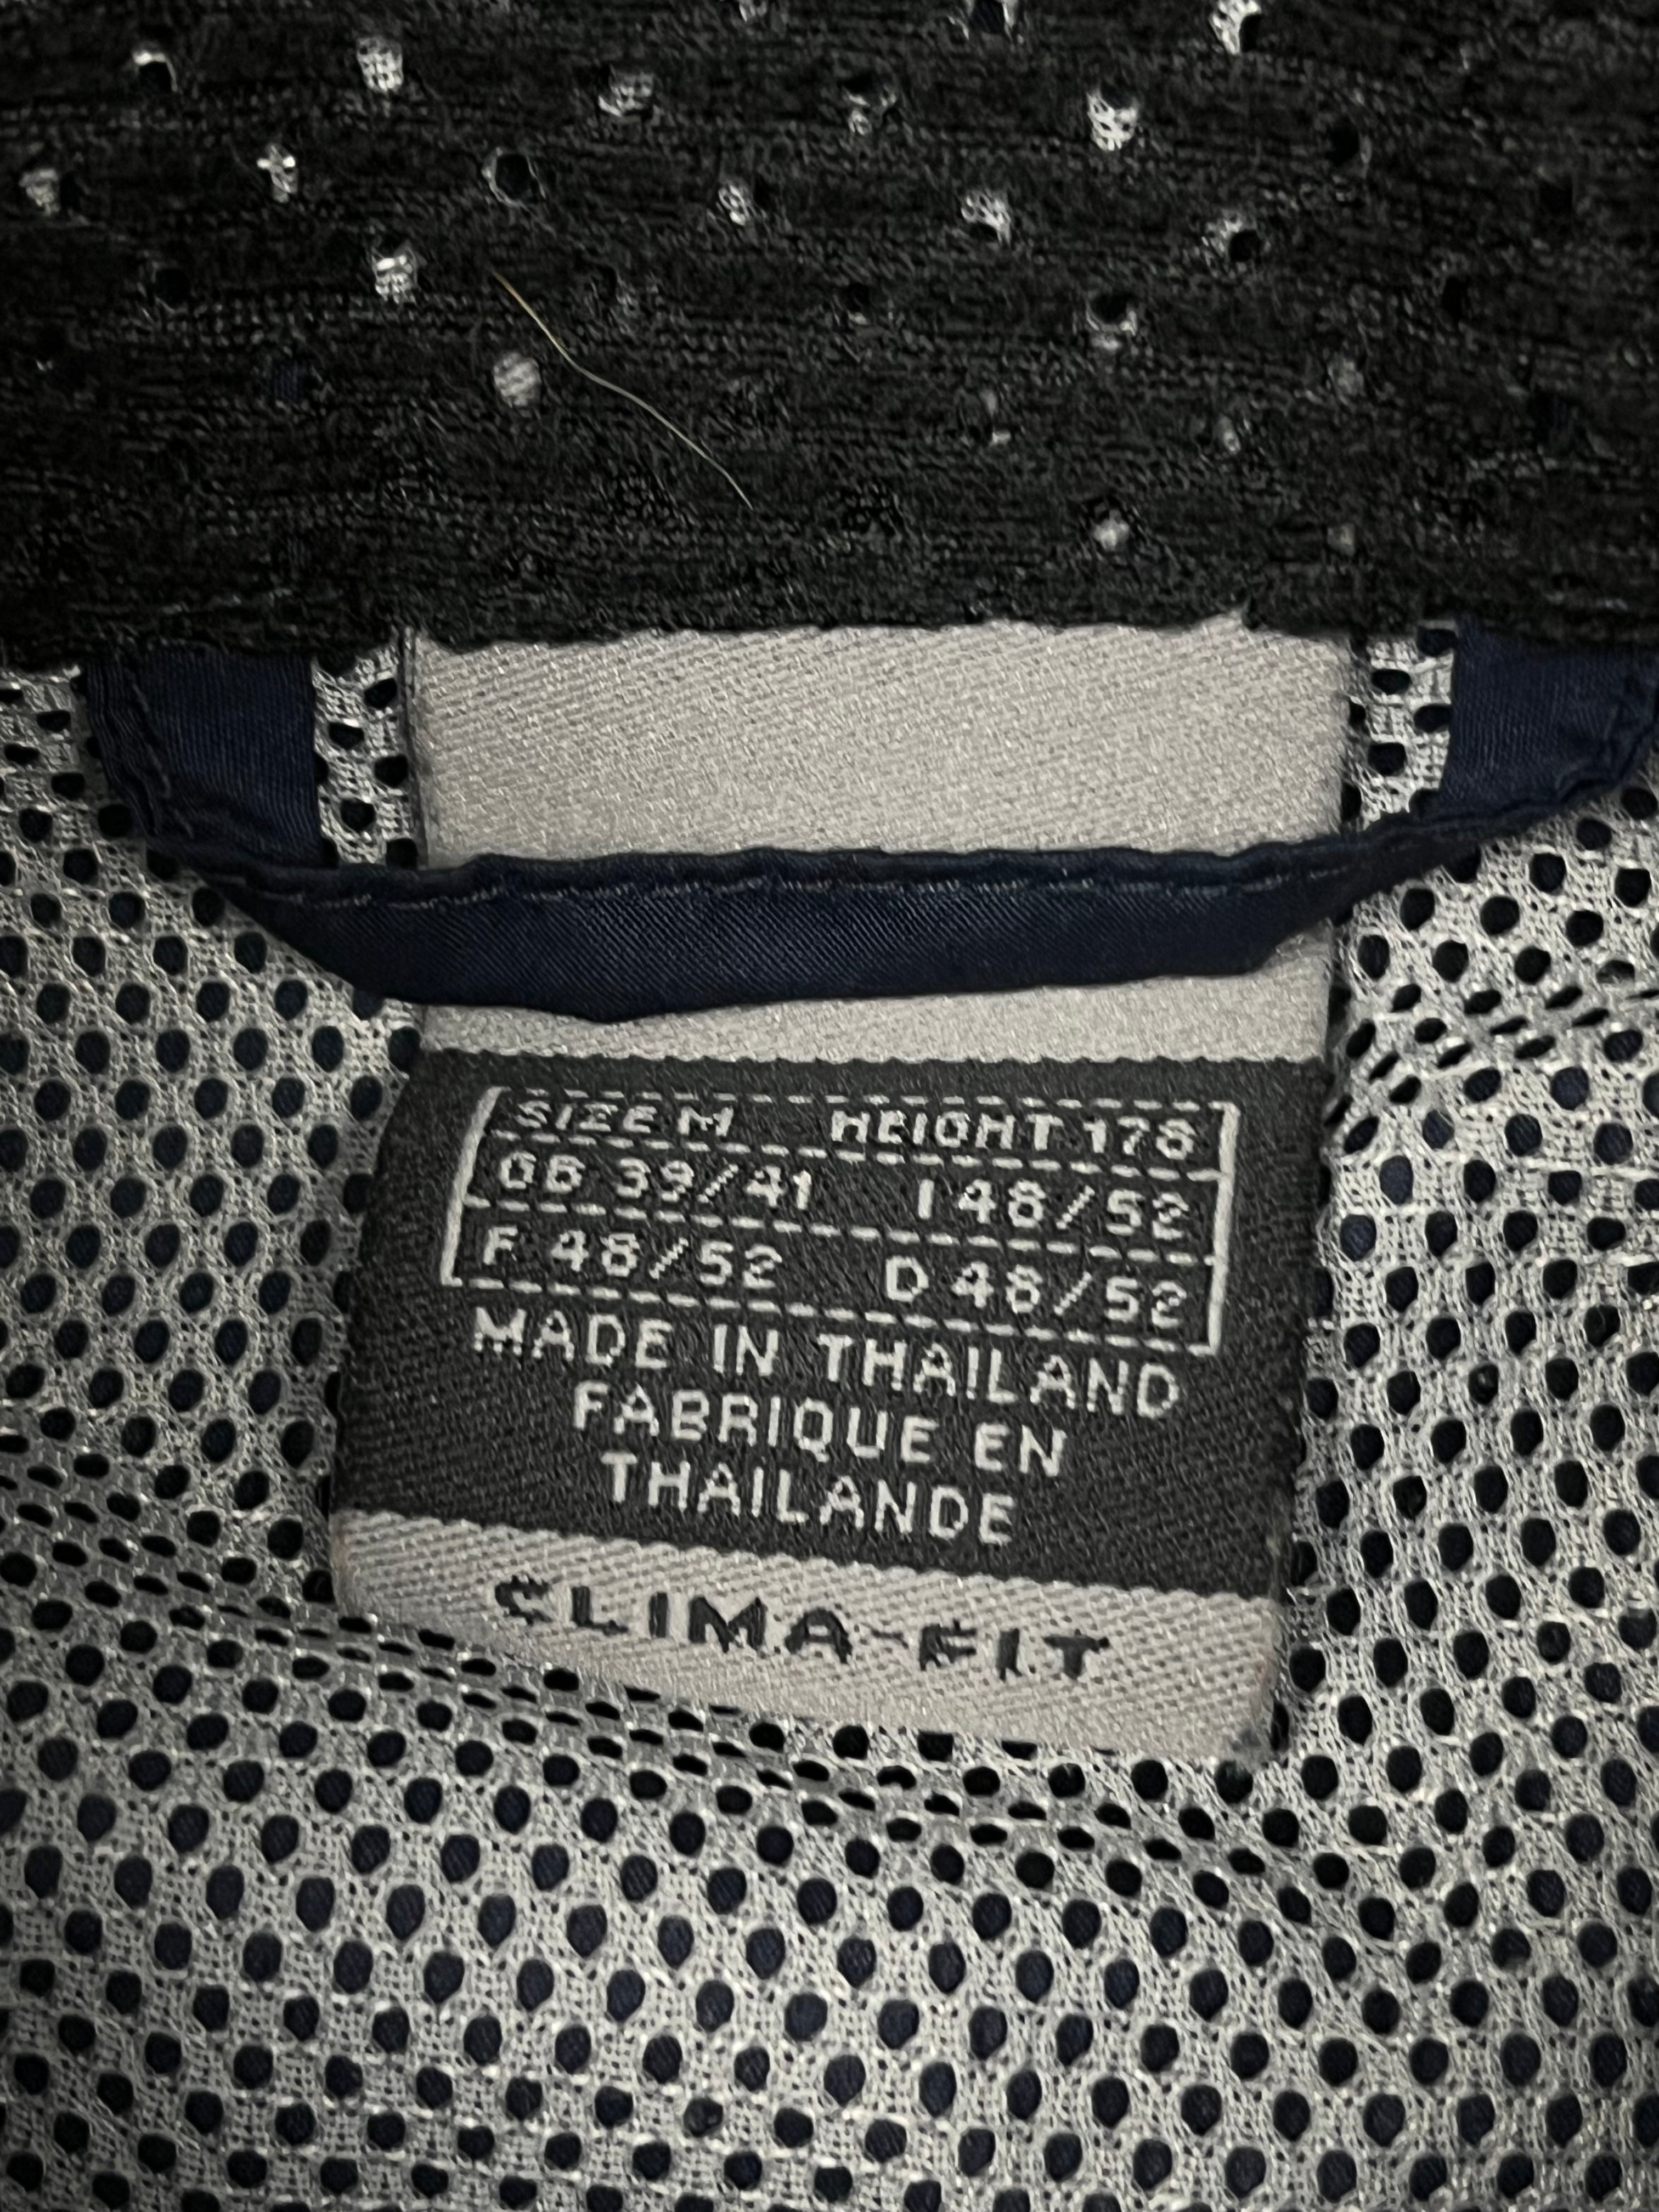 SIZE M HEIGHT 178
GB 39/41 I 48/52
F 48/52 D 48/52
MADE IN THAILAND
FABRIQUE EN
THAILANDE
CLIMA-FIT